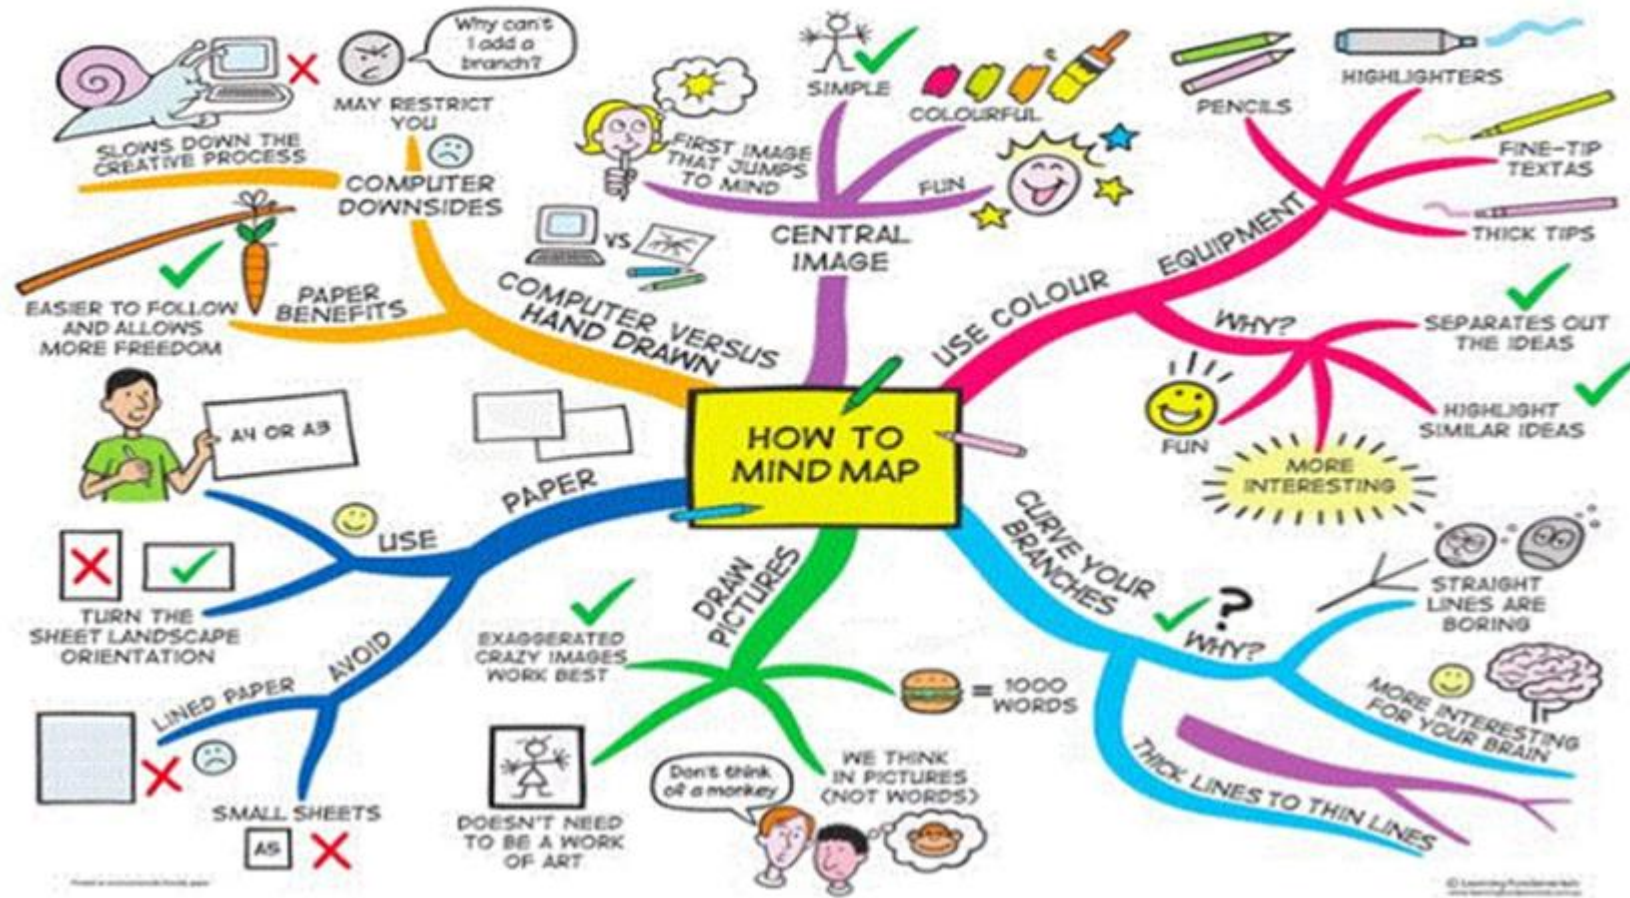 HOW TO
MIND MAP
CENTRAL
IMAGE
FIRST IMAGE
THAT JUMPS
TO MIND
SIMPLE
COLOURFUL
FUN
USE COLOUR
EQUIPMENT
PENCILS
HIGHLIGHTERS
FINE-TIP
TEXTAS
THICK TIPS
WHY?
SEPARATES OUT
THE IDEAS
HIGHLIGHT
SIMILAR IDEAS
MORE
INTERESTING
FUN
CURVE YOUR
BRANCHES
?
WHY?
STRAIGHT
LINES ARE
BORING
MORE INTERESTING
FOR YOUR BRAIN
THICK LINES TO THIN LINES
DRAW
PICTURES
= 1000
WORDS
WE THINK
IN PICTURES
(NOT WORDS)
Don't think
of a monkey
DOESN'T NEED
TO BE A WORK
OF ART
EXAGGERATED
CRAZY IMAGES
WORK BEST
PAPER
USE
A4 OR A3
TURN THE
SHEET LANDSCAPE
ORIENTATION
AVOID
LINED PAPER
SMALL SHEETS
A5
COMPUTER VERSUS
HAND DRAWN
VS.
PAPER
BENEFITS
EASIER TO FOLLOW
AND ALLOWS
MORE FREEDOM
COMPUTER
DOWNSIDES
SLOWS DOWN THE
CREATIVE PROCESS
MAY RESTRICT
YOU
Why can't
I add a
branch?
© Learning Fundamentals